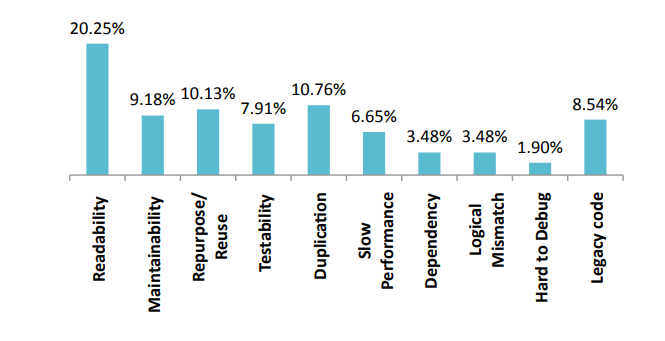 20.25%
9.18%
10.13%
7.91%
10.76%
6.65%
3.48%
3.48%
1.90%
8.54%
Readability
Maintainability
Repurpose/
Reuse
Testability
Duplication
Slow
Performance
Dependency
Logical
Mismatch
Hard to Debug
Legacy code